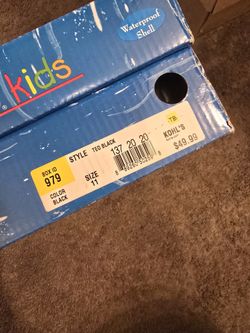 kids
Waterproof
Shell
BOX ID
979
STYLE TED BLACK
137 20 20
TB
KOHL'S
$49.99
COLOR
BLACK
SIZE
11